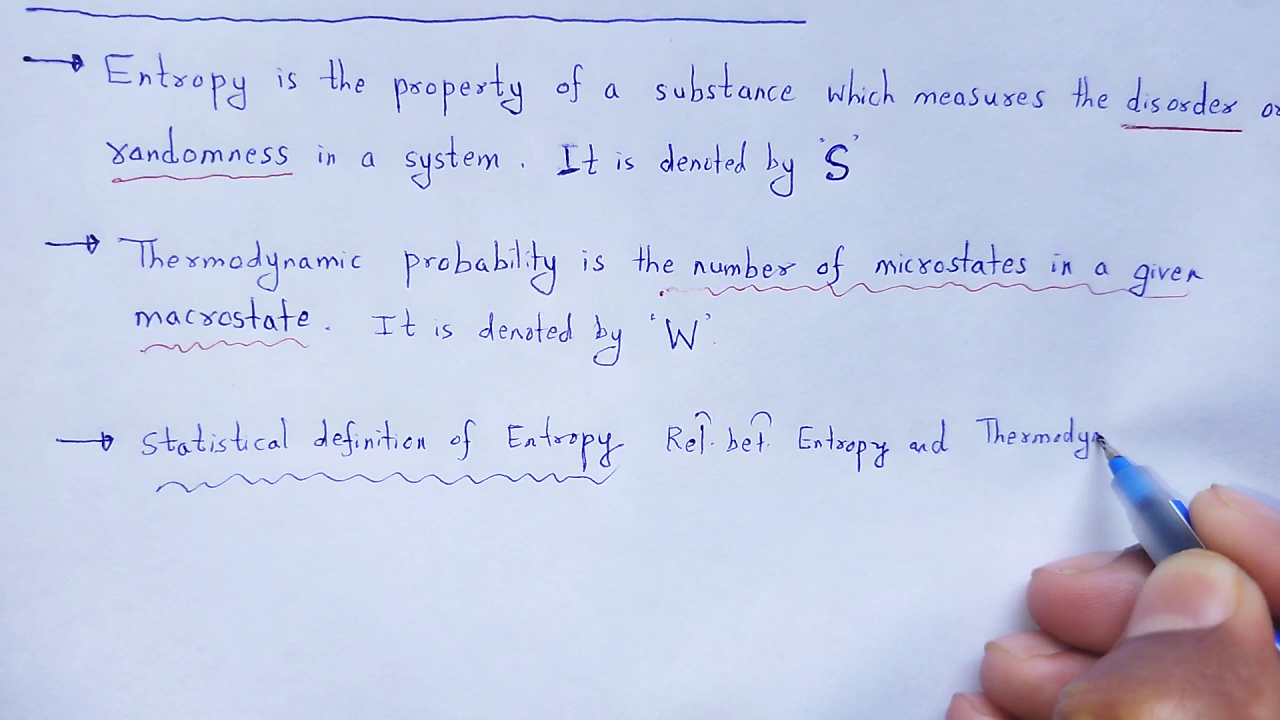 → Entropy is the property of a substance which measures the disorder or
randomness in a system. It is denoted by 'S'
→ Thermodynamic probability is the number of microstates in a given
macrostate. It is denoted by 'W'.
→ Statistical definition of Entropy Rel. bet. Entropy and Thermodyn